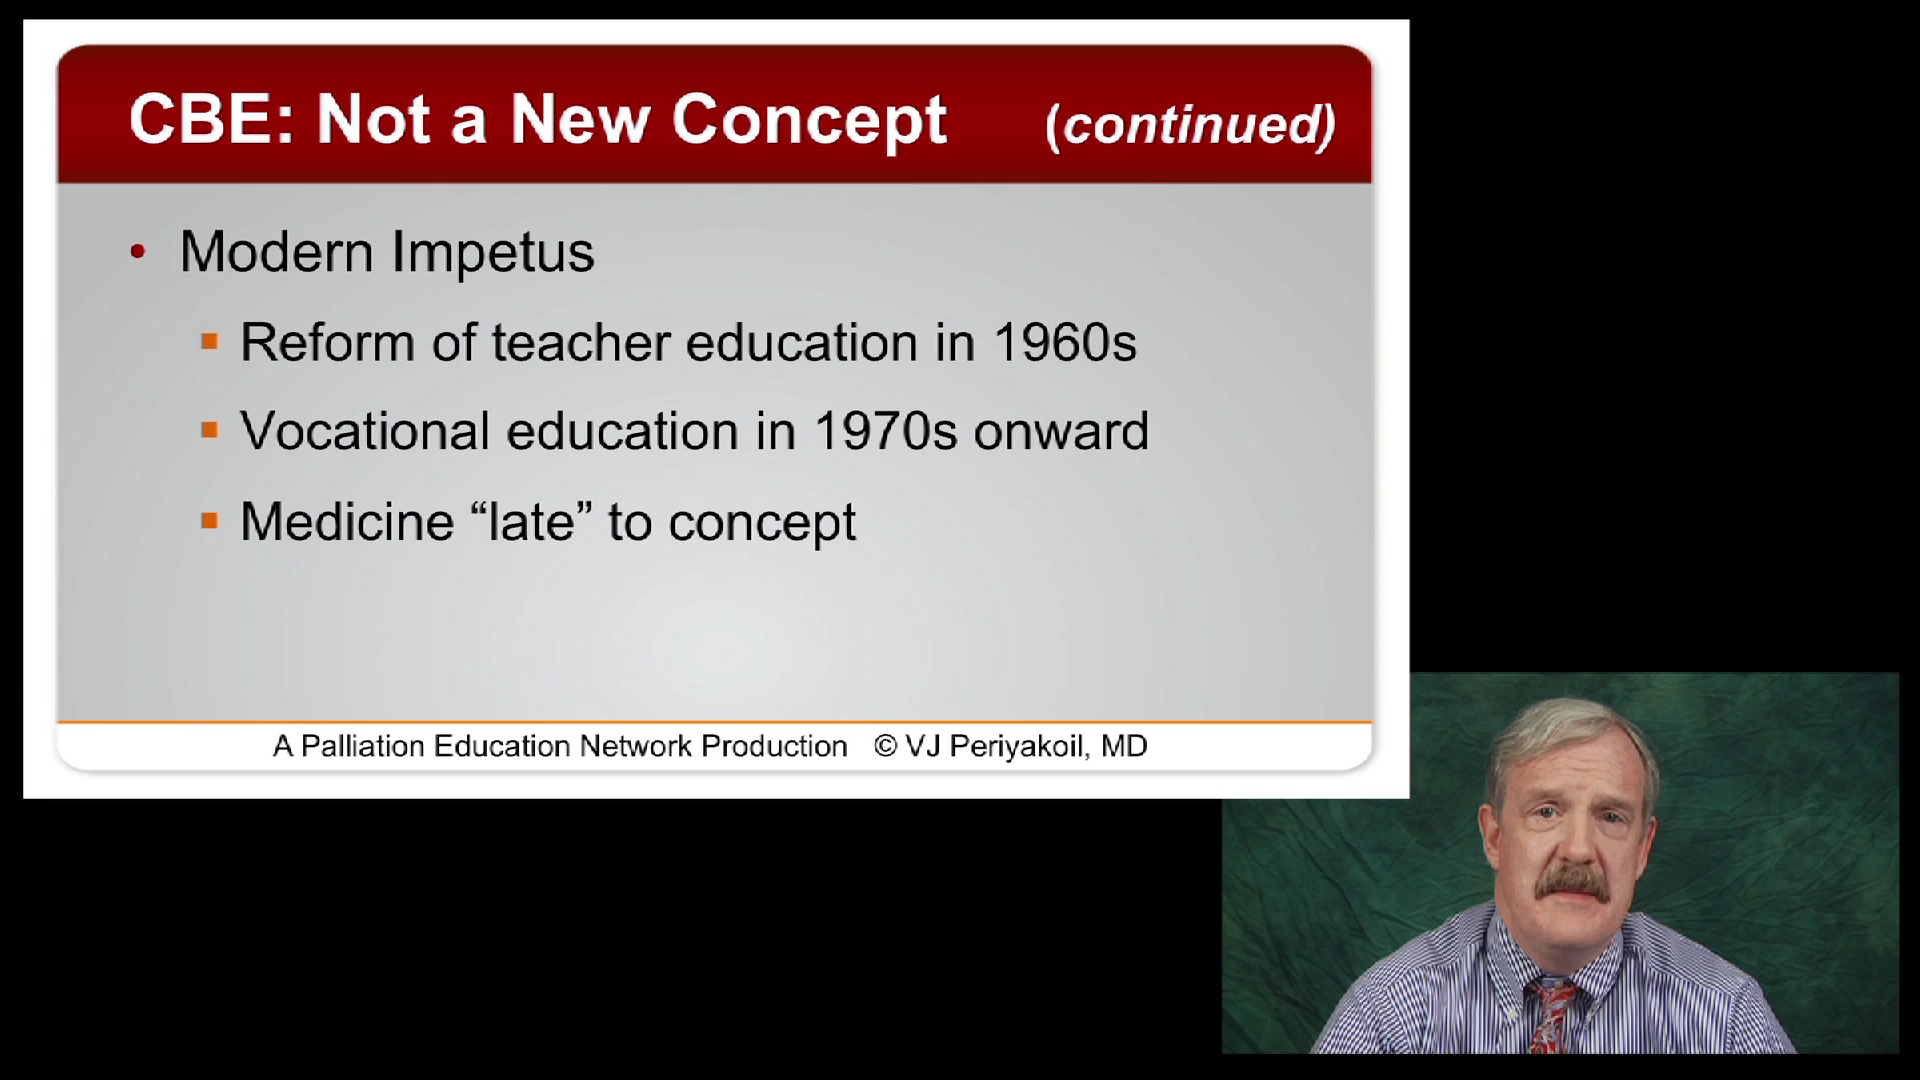 CBE: Not a New Concept (continued)
• Modern Impetus
▪ Reform of teacher education in 1960s
▪ Vocational education in 1970s onward
▪ Medicine “late” to concept
A Palliation Education Network Production © VJ Periyakoil, MD